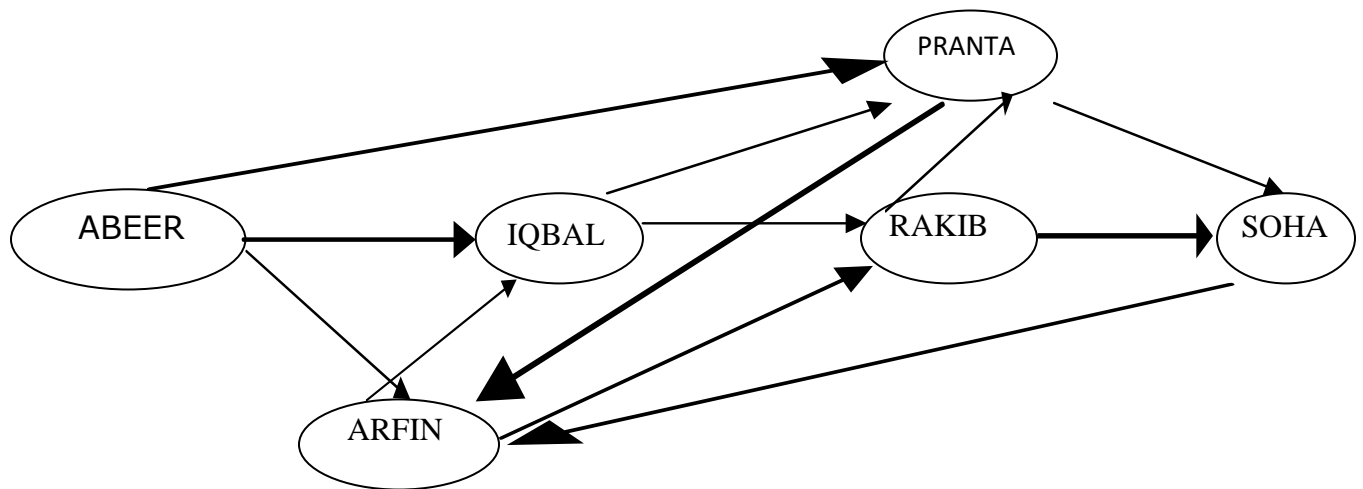 PRANTA
ABEER
IQBAL
RAKIB
SOHA
ARFIN